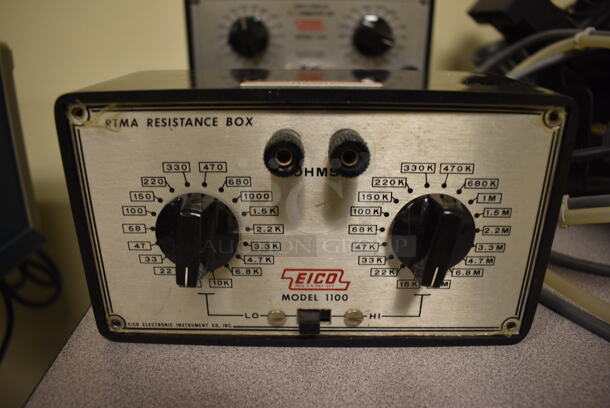 RTMA RESISTANCE BOX
OHMS
330 470
220 680
150 1000
100 1.5K
68 2.2K
47 3.3K
33 4.7K
22 6.8K
10K
330K 470K
220K 680K
150K 1M
100K 1.5M
68K 2.2M
47K 3.3M
33K 4.7M
22K 6.8M
15K
EICO
MODEL 1100
LO HI
EICO ELECTRONIC INSTRUMENT CO, INC.
AUCTION GROUP